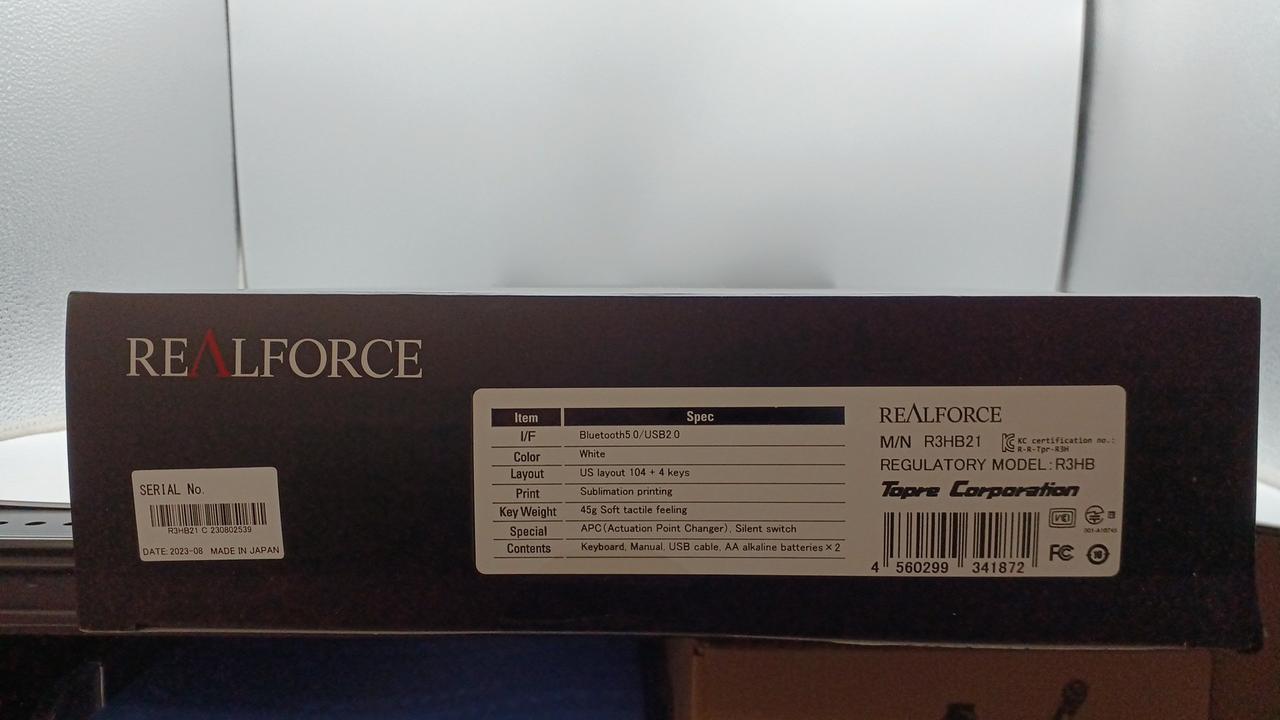 REALFORCE
SERIAL No.
R3HB21 C 230802539
DATE: 2023-08 MADE IN JAPAN
Item Spec
I/F Bluetooth5.0/USB2.0
Color White
Layout US layout 104 + 4 keys
Print Sublimation printing
Key Weight 45g Soft tactile feeling
Special APC(Actuation Point Changer), Silent switch
Contents Keyboard, Manual, USB cable, AA alkaline batteries×2
REALFORCE
M/N R3HB21
KC certification no.:
R-R-Tpr-R3H
REGULATORY MODEL:R3HB
Topre Corporation
4 560299 341872
VCI
FC
10